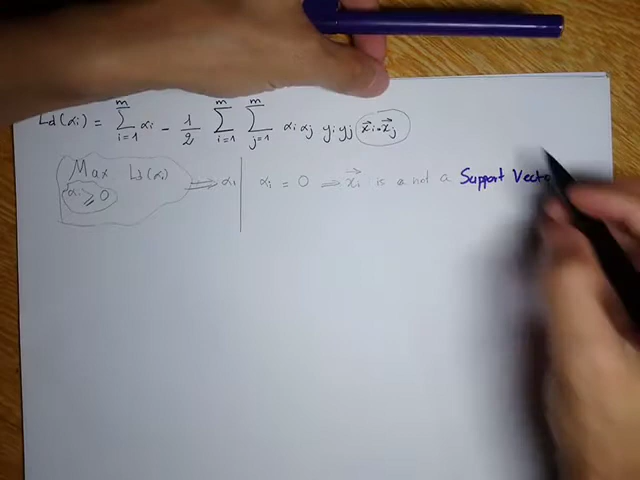 Ld(αi) = Σ_{i=1}^{m} αi - 1/2 Σ_{i=1}^{m} Σ_{j=1}^{m} αi αj yi yj x⃗i . x⃗j
Max Ld(αi) ⇒ αi | αi = 0 ⇒ x⃗i is not a Support
αi ≥ 0